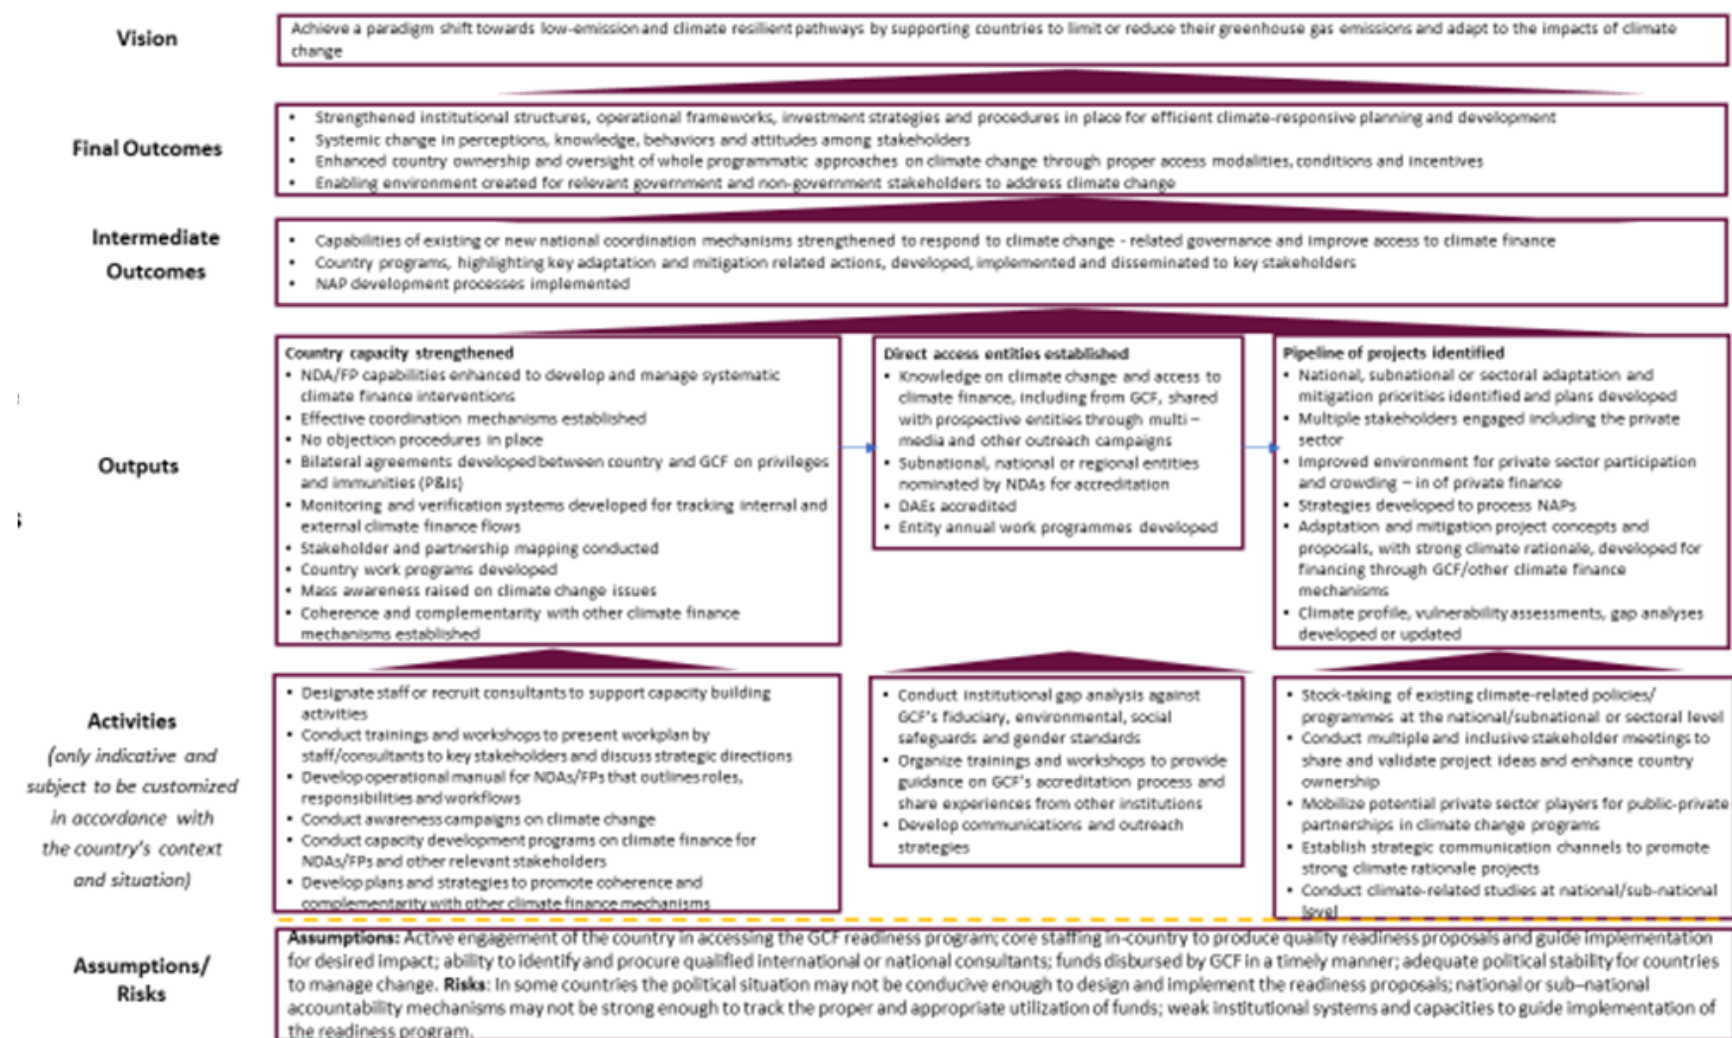 Vision
Achieve a paradigm shift towards low-emission and climate resilient pathways by supporting countries to limit or reduce their greenhouse gas emissions and adapt to the impacts of climate
change
Final Outcomes
• Strengthened institutional structures, operational frameworks, investment strategies and procedures in place for efficient climate-responsive planning and development
• Systemic change in perceptions, knowledge, behaviors and attitudes among stakeholders
• Enhanced country ownership and oversight of whole programmatic approaches on climate change through proper access modalities, conditions and incentives
• Enabling environment created for relevant government and non-government stakeholders to address climate change
Intermediate
Outcomes
• Capabilities of existing or new national coordination mechanisms strengthened to respond to climate change - related governance and improve access to climate finance
• Country programs, highlighting key adaptation and mitigation related actions, developed, implemented and disseminated to key stakeholders
• NAP development processes implemented
Outputs
Country capacity strengthened
• NDA/FP capabilities enhanced to develop and manage systematic
climate finance interventions
• Effective coordination mechanisms established
• No objection procedures in place
• Bilateral agreements developed between country and GCF on privileges
and immunities (P&Is)
• Monitoring and verification systems developed for tracking internal and
external climate finance flows
• Stakeholder and partnership mapping conducted
• Country work programs developed
• Mass awareness raised on climate change issues
• Coherence and complementarity with other climate finance
mechanisms established
Direct access entities established
• Knowledge on climate change and access to
climate finance, including from GCF, shared
with prospective entities through multi –
media and other outreach campaigns
• Subnational, national or regional entities
nominated by NDAs for accreditation
• DAEs accredited
• Entity annual work programmes developed
Pipeline of projects identified
• National, subnational or sectoral adaptation and
mitigation priorities identified and plans developed
• Multiple stakeholders engaged including the private
sector
• Improved environment for private sector participation
and crowding – in of private finance
• Strategies developed to process NAPs
• Adaptation and mitigation project concepts and
proposals, with strong climate rationale, developed for
financing through GCF/other climate finance
mechanisms
• Climate profile, vulnerability assessments, gap analyses
developed or updated
Activities
(only indicative and
subject to be customized
in accordance with
the country's context
and situation)
• Designate staff or recruit consultants to support capacity building
activities
• Conduct trainings and workshops to present workplan by
staff/consultants to key stakeholders and discuss strategic directions
• Develop operational manual for NDAs/FPs that outlines roles,
responsibilities and workflows
• Conduct awareness campaigns on climate change
• Conduct capacity development programs on climate finance for
NDAs/FPs and other relevant stakeholders
• Develop plans and strategies to promote coherence and
complementarity with other climate finance mechanisms
• Conduct institutional gap analysis against
GCF's fiduciary, environmental, social
safeguards and gender standards
• Organize trainings and workshops to provide
guidance on GCF's accreditation process and
share experiences from other institutions
• Develop communications and outreach
strategies
• Stock-taking of existing climate-related policies/
programmes at the national/subnational or sectoral level
• Conduct multiple and inclusive stakeholder meetings to
share and validate project ideas and enhance country
ownership
• Mobilize potential private sector players for public-private
partnerships in climate change programs
• Establish strategic communication channels to promote
strong climate rationale projects
• Conduct climate-related studies at national/sub-national
level
Assumptions/
Risks
Assumptions: Active engagement of the country in accessing the GCF readiness program; core staffing in-country to produce quality readiness proposals and guide implementation
for desired impact; ability to identify and procure qualified international or national consultants; funds disbursed by GCF in a timely manner; adequate political stability for countries
to manage change. Risks: In some countries the political situation may not be conducive enough to design and implement the readiness proposals; national or sub–national
accountability mechanisms may not be strong enough to track the proper and appropriate utilization of funds; weak institutional systems and capacities to guide implementation of
the readiness program.